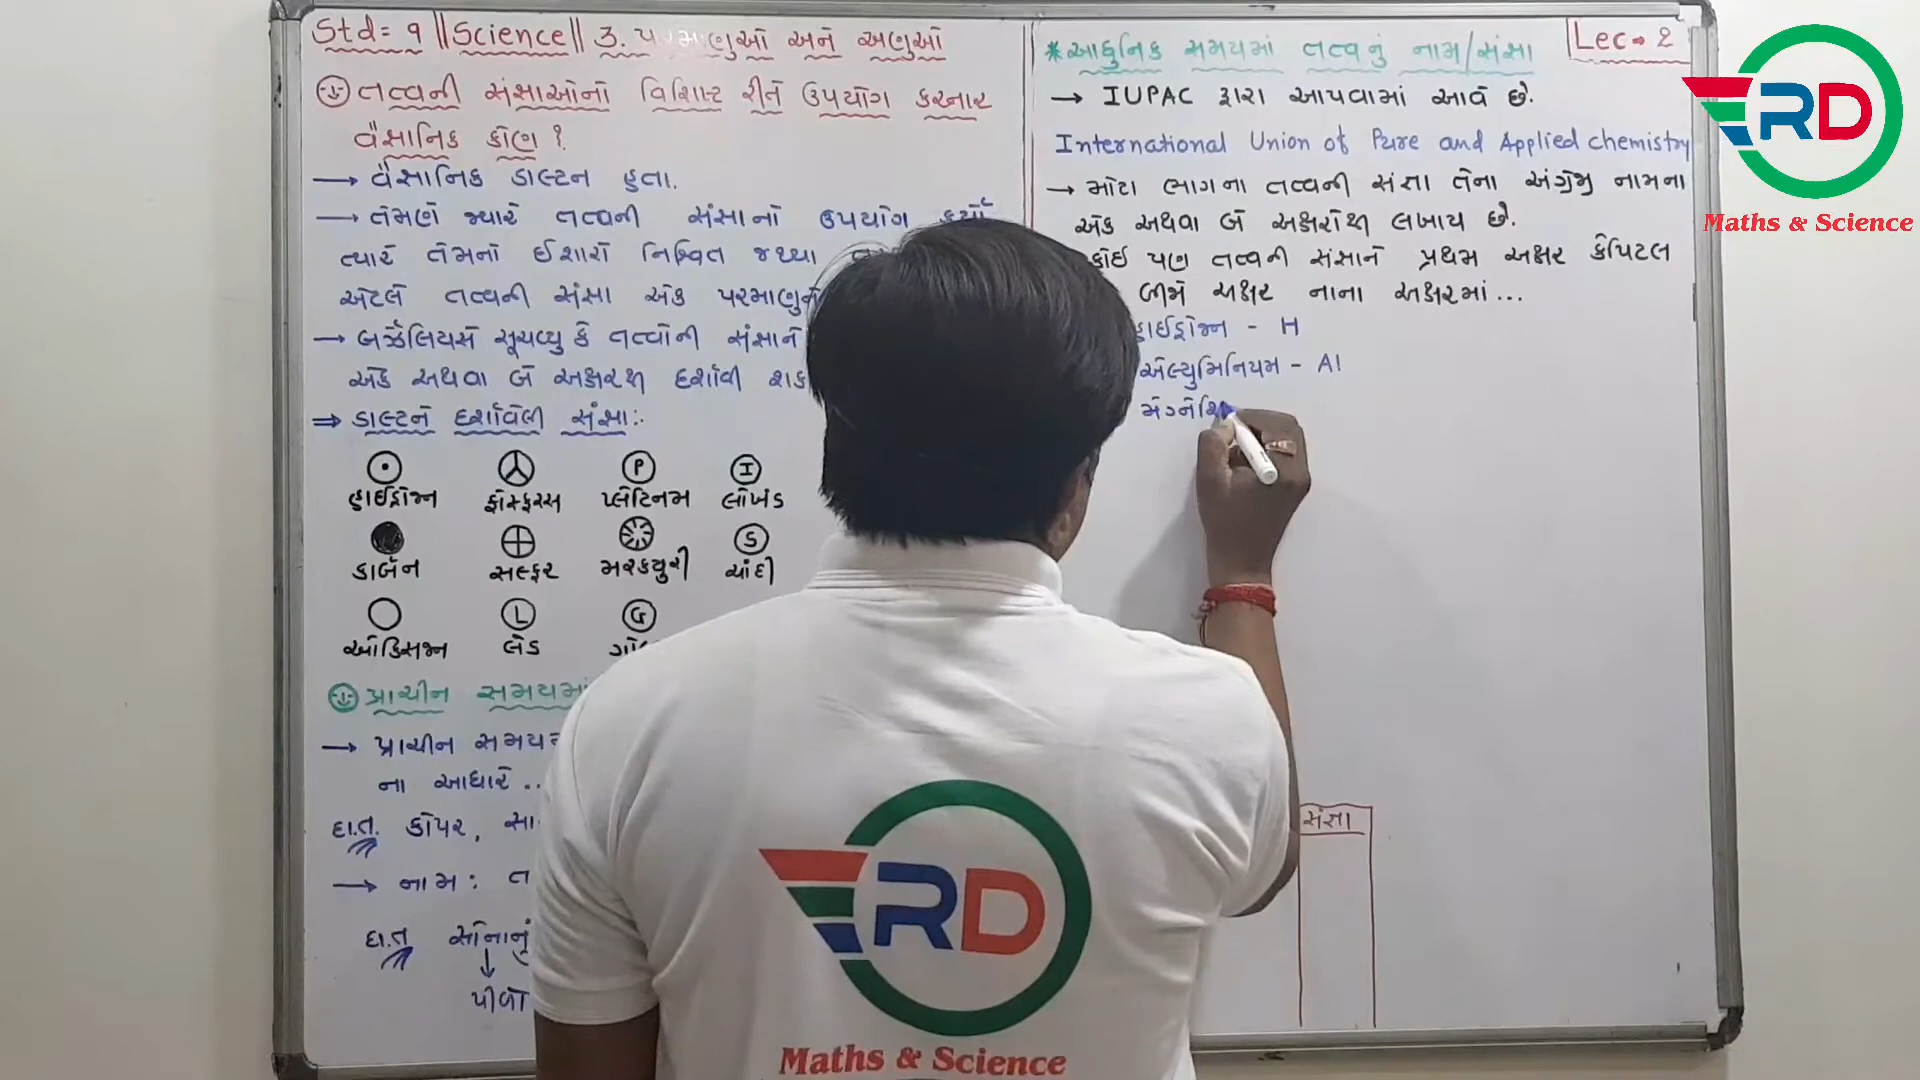 Std = 9 || Science || 3. પરમાણુઓ અને અણુઓ
તત્વની સંજ્ઞાઓનો વિશિષ્ટ રીતે ઉપયોગ કરનાર
વૈજ્ઞાનિક કોણ ?
→ વૈજ્ઞાનિક ડાલ્ટન હતા.
→ તેમણે જ્યારે તત્વની સંજ્ઞાનો ઉપયોગ કર્યો
ત્યારે તેમનો ઈશારો નિશ્ચિત જથ્થા
એટલે તત્વની સંજ્ઞા એક પરમાણુને
→ બર્ઝેલિયસે સૂચવ્યુ કે તત્વોની સંજ્ઞાને
એક અથવા બે અક્ષરથી દર્શાવી
⇒ ડાલ્ટને દર્શાવેલી સંજ્ઞા:-
P I
હાઈડ્રોજન ફોસ્ફરસ પ્લેટિનમ લોખંડ
S
કાર્બન સલ્ફર મરક્યુરી ચાંદી
L G
ઓક્સિજન લેડ
પ્રાચીન સમયમાં
→ પ્રાચીન
ના આધારે ..
દા.ત. કોપર,
→ નામ :
દા.ત સોનાનું
↓
પીળો
Lec → 2
*આધુનિક સમયમાં તત્વનું નામ/સંજ્ઞા
→ IUPAC દ્વારા આપવામાં આવે છે.
International Union of Pure and Applied chemistry
→ મોટા ભાગના તત્વની સંજ્ઞા તેના અંગ્રેજી નામના
એક અથવા બે અક્ષરોથી લખાય છે.
કોઈ પણ તત્વની સંજ્ઞાને પ્રથમ અક્ષર કેપિટલ
બીજો અક્ષર નાના અક્ષરમાં...
હાઈડ્રોજન - H
એલ્યુમિનિયમ - Al
મેગ્નેશિ
સંજ્ઞા
RD
Maths & Science
RD
Maths & Science